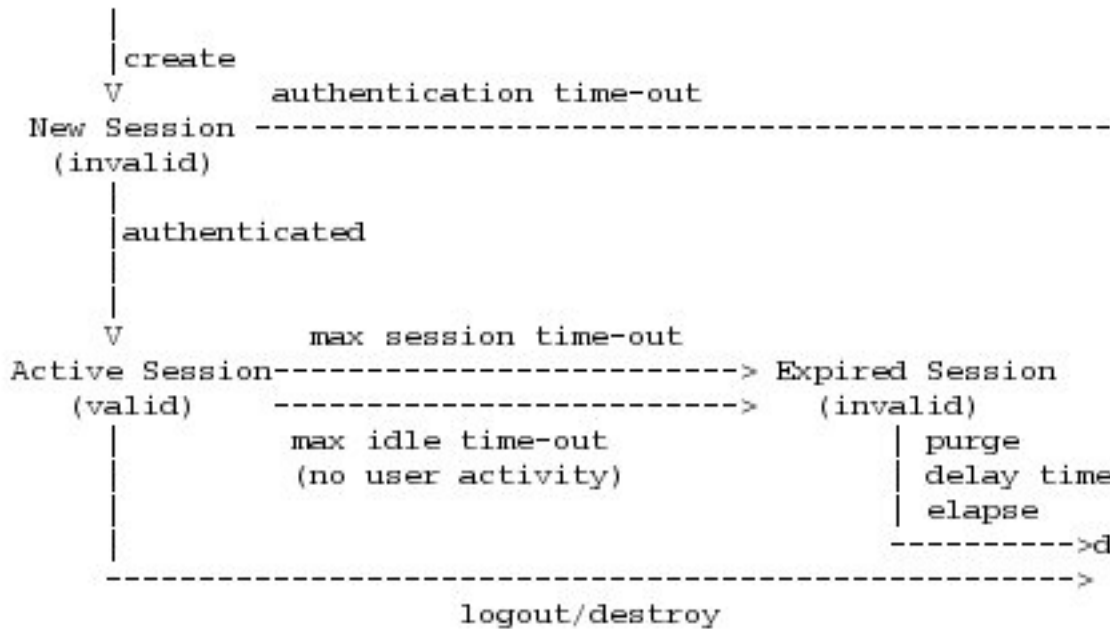 create
authentication time-out
New Session
(invalid)
authenticated
max session time-out
Active Session Expired Session
(valid) (invalid)
max idle time-out purge
(no user activity) delay time
elapse
d
logout/destroy